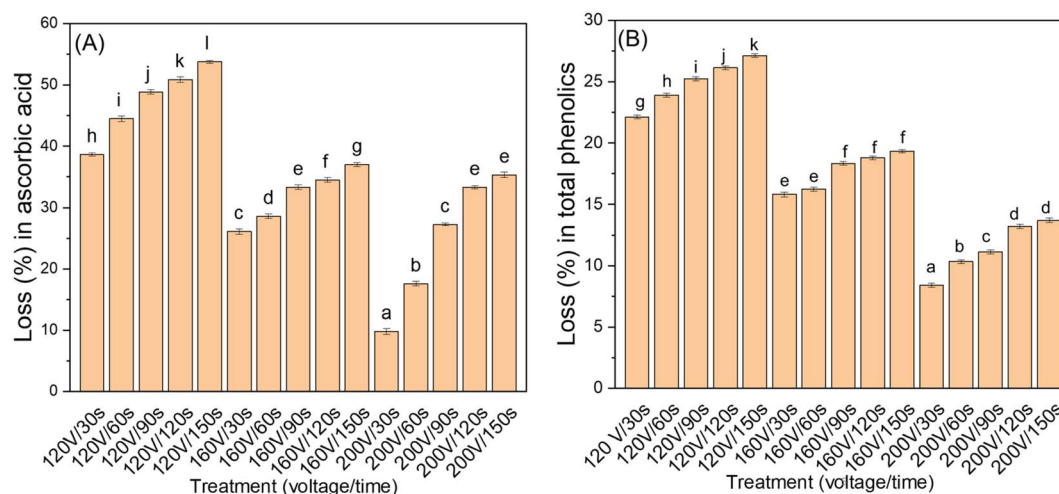 (A)
Loss (%) in ascorbic acid
60
50
40
30
20
10
0
h
i
j
k
l
c
d
e
f
g
a
b
c
e
e
120V/30s
120V/60s
120V/90s
120V/120s
120V/150s
160V/30s
160V/60s
160V/90s
160V/120s
160V/150s
200V/30s
200V/60s
200V/90s
200V/120s
200V/150s
Treatment (voltage/time)
(B)
Loss (%) in total phenolics
30
25
20
15
10
5
0
g
h
i
j
k
e
e
f
f
f
a
b
c
d
d
120 V/30s
120V/60s
120V/90s
120V/120s
120V/150s
160V/30s
160V/60s
160V/90s
160V/120s
160V/150s
200V/30s
200V/60s
200V/90s
200V/120s
200V/150s
Treatment (voltage/time)